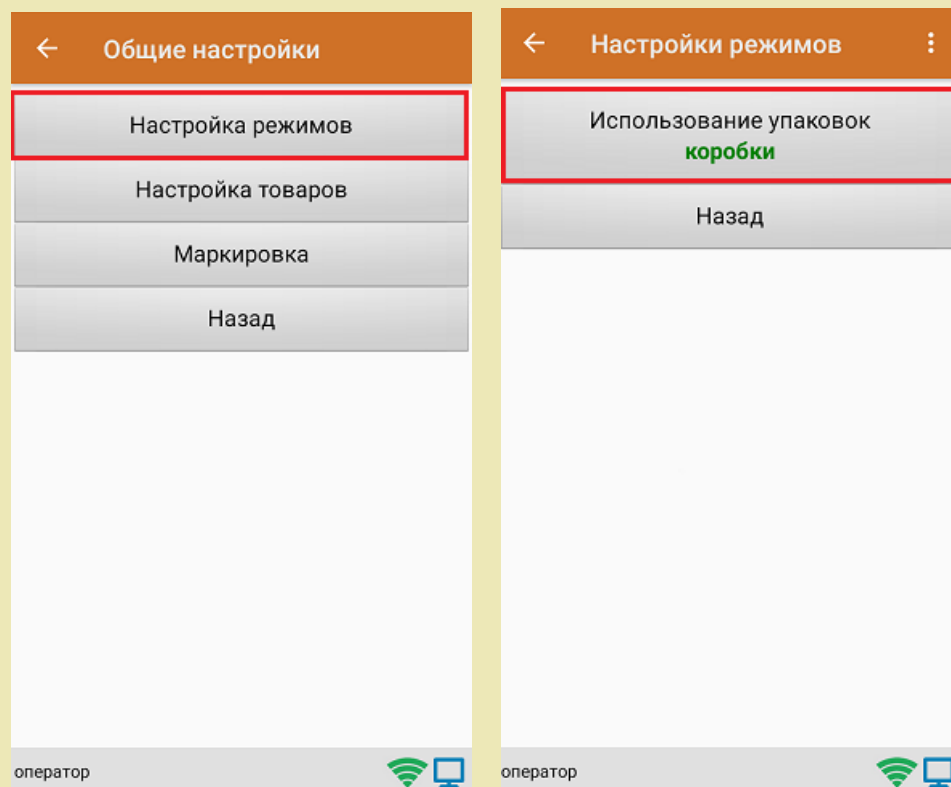 Общие настройки
Настройка режимов
Настройка товаров
Маркировка
Назад
оператор
Настройки режимов
Использование упаковок
коробки
Назад
оператор